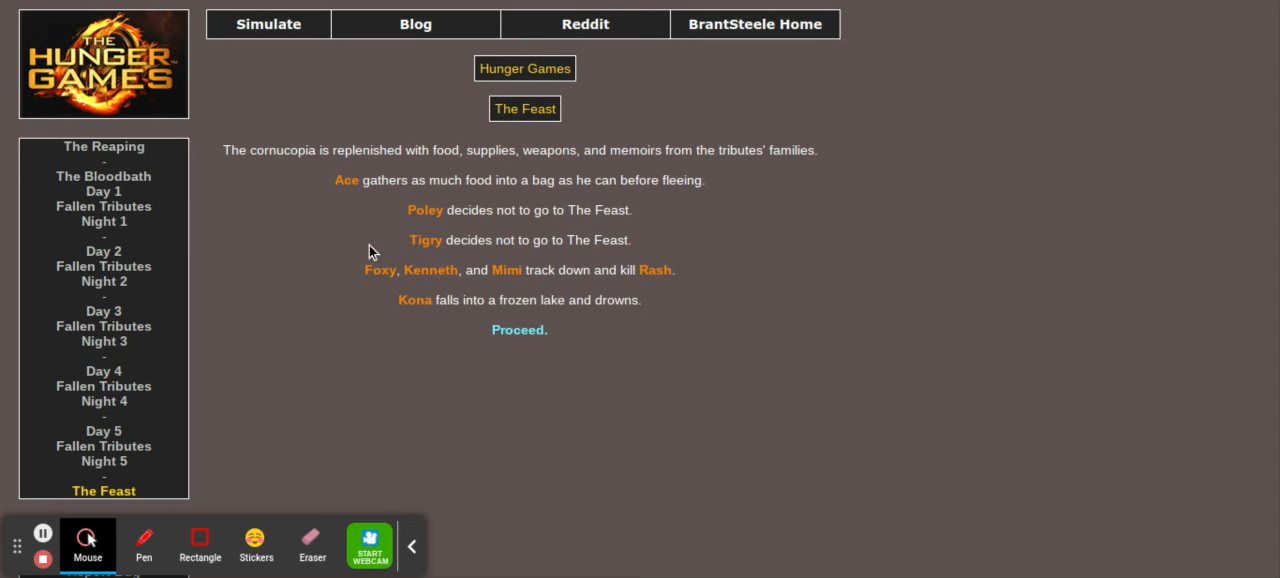 THE
HUNGER
GAMES
Simulate
Blog
Reddit
BrantSteele Home
Hunger Games
The Feast
The Reaping
-
The Bloodbath
Day 1
Fallen Tributes
Night 1
-
Day 2
Fallen Tributes
Night 2
-
Day 3
Fallen Tributes
Night 3
-
Day 4
Fallen Tributes
Night 4
-
Day 5
Fallen Tributes
Night 5
-
The Feast
The cornucopia is replenished with food, supplies, weapons, and memoirs from the tributes' families.
Ace gathers as much food into a bag as he can before fleeing.
Poley decides not to go to The Feast.
Tigry decides not to go to The Feast.
Foxy, Kenneth, and Mimi track down and kill Rash.
Kona falls into a frozen lake and drowns.
Proceed.
Mouse
Pen
Rectangle
Stickers
Eraser
START
WEBCAM